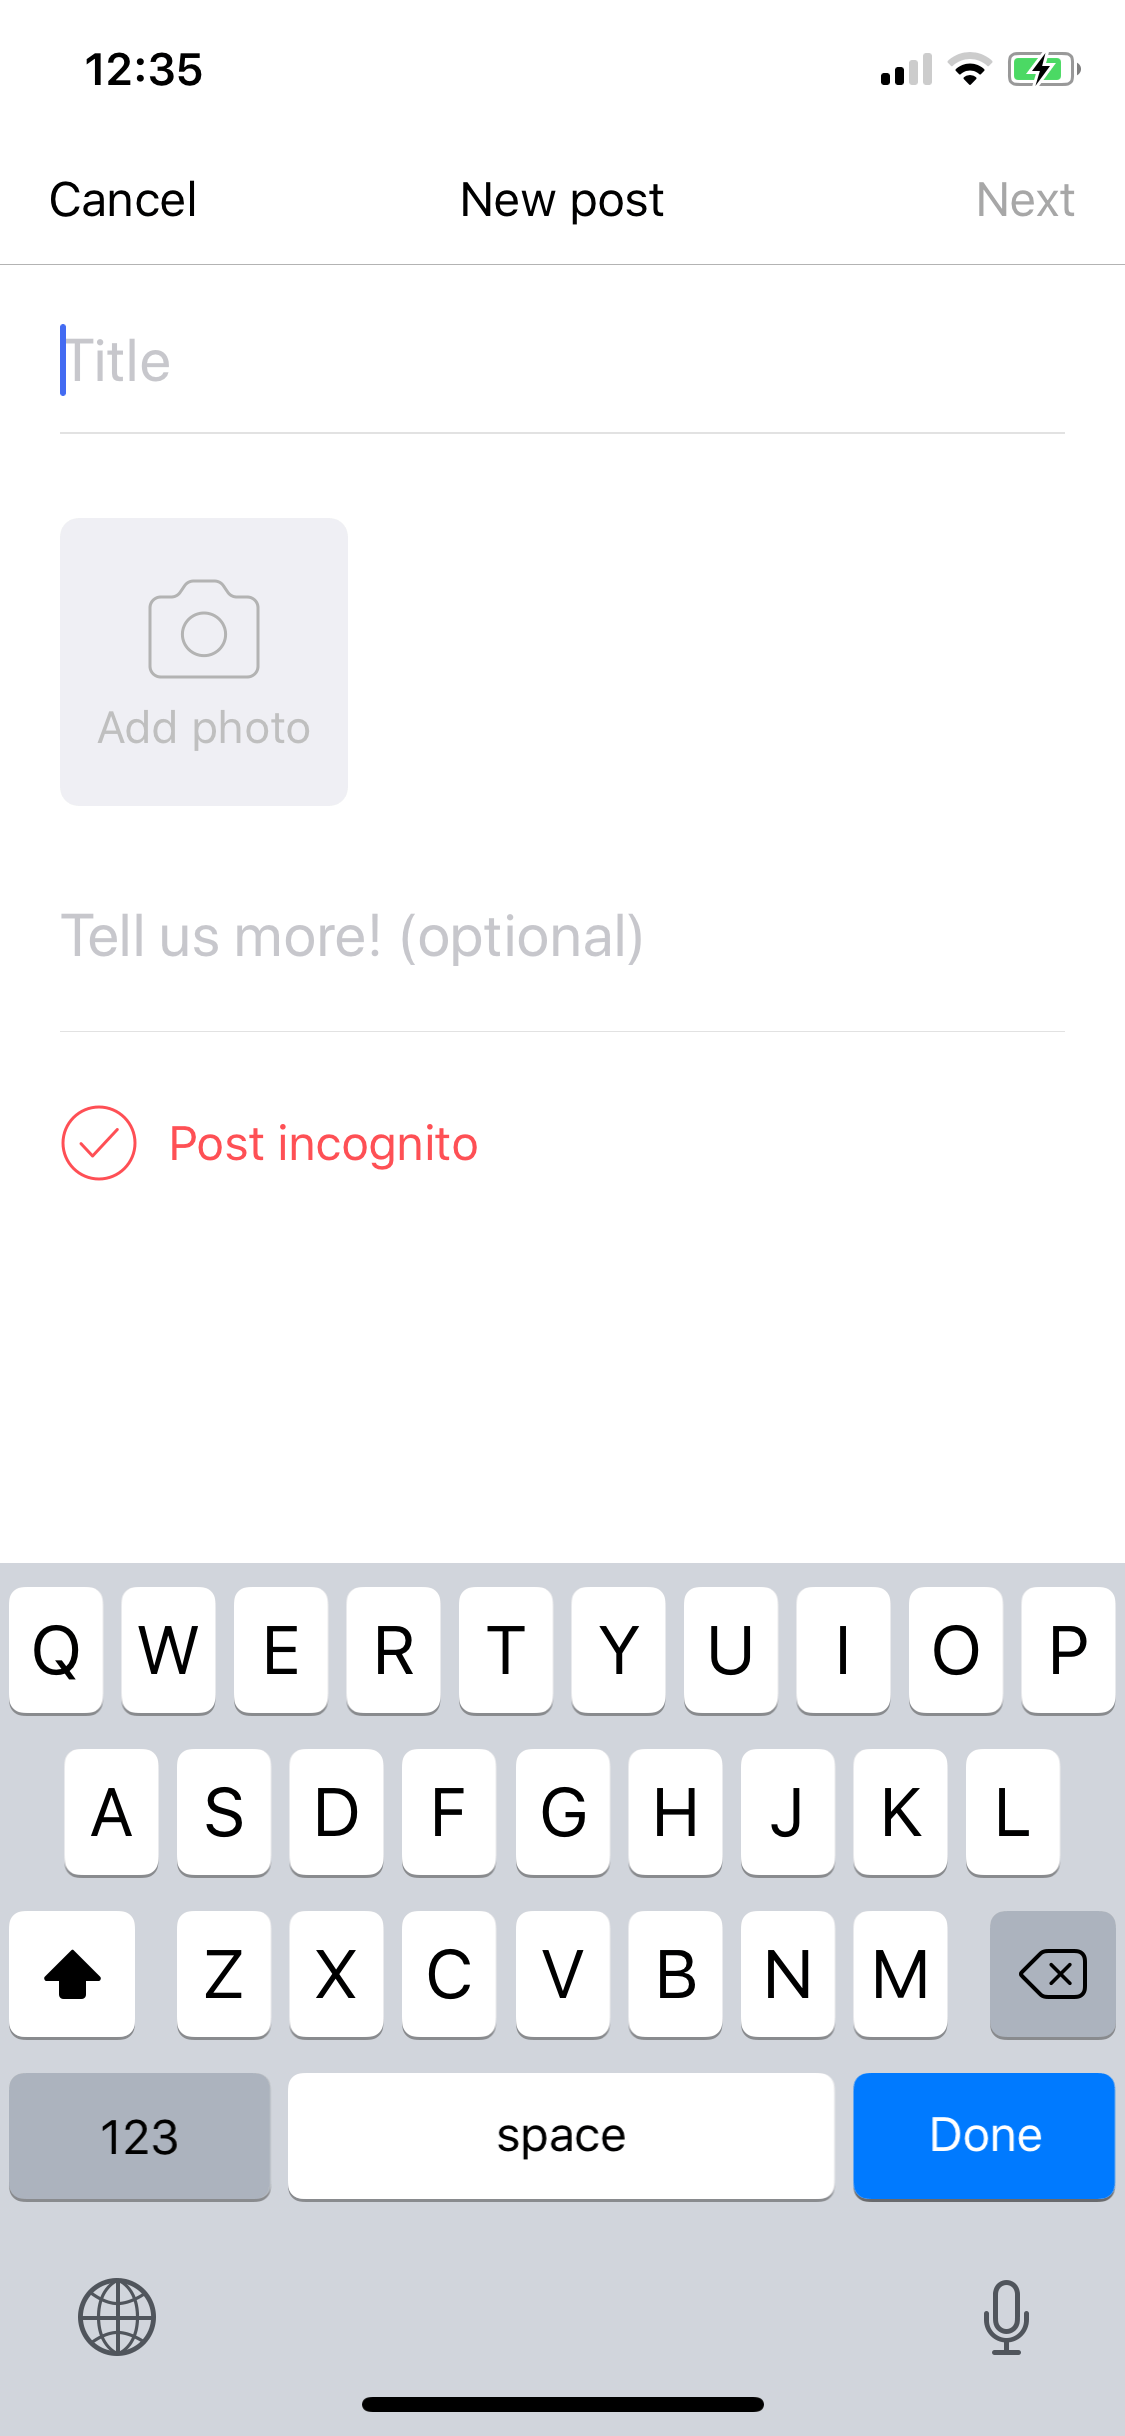 12:35
Cancel New post Next
Title
Add photo
Tell us more! (optional)
Post incognito
Q W E R T Y U I O P
A S D F G H J K L
Z X C V B N M
123 space Done